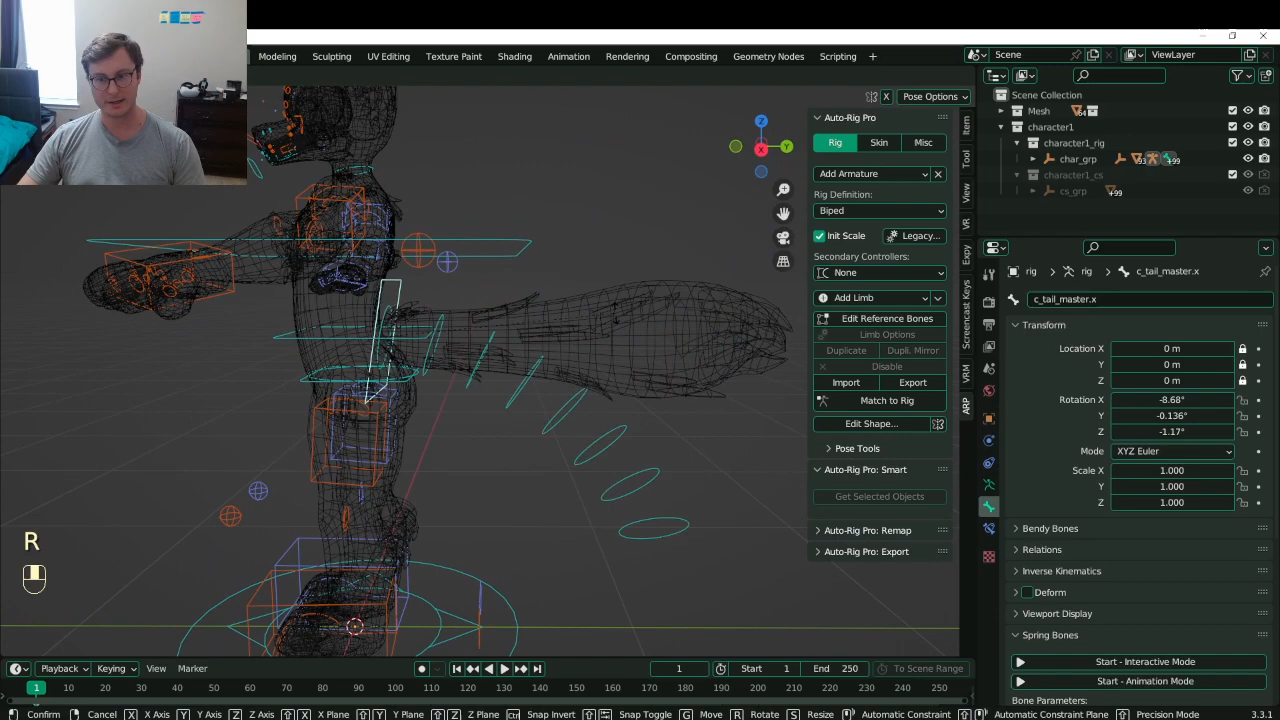 Modeling Sculpting UV Editing Texture Paint Shading Animation Rendering Compositing Geometry Nodes Scripting + Scene ViewLayer
X Pose Options
Scene Collection
Mesh
character1
character1_rig
char_grp
character1_cs
cs_grp
Auto-Rig Pro
Rig Skin Misc
Add Armature
Rig Definition:
Biped
Init Scale Legacy...
Secondary Controllers:
None
Add Limb
Edit Reference Bones
Limb Options
Duplicate Dupli. Mirror
Disable
Import Export
Match to Rig
Edit Shape...
Pose Tools
Auto-Rig Pro: Smart
Get Selected Objects
Auto-Rig Pro: Remap
Auto-Rig Pro: Export
Item
Tool
View
VR
Expy
Screencast Keys
VRM
ARP
Z
Y
X
rig rig c_tail_master.x
c_tail_master.x
Transform
Location X 0 m
Y 0 m
Z 0 m
Rotation X -8.68°
Y -0.136°
Z -1.17°
Mode XYZ Euler
Scale X 1.000
Y 1.000
Z 1.000
Bendy Bones
Relations
Inverse Kinematics
Deform
Viewport Display
Spring Bones
Start - Interactive Mode
Start - Animation Mode
Bone Parameters:
R
Playback Keying View Marker 1 Start 1 End 250 To Scene Range
1 10 20 30 40 50 60 70 80 90 100 110 120 130 140 150 160 170 180 190 200 210 220 230 240 250
Confirm Cancel X X Axis Y Y Axis Z Z Axis X X Plane Y Y Plane Z Z Plane Snap Invert Snap Toggle G Move R Rotate S Resize Automatic Constraint Automatic Constraint Plane Precision Mode 3.3.1